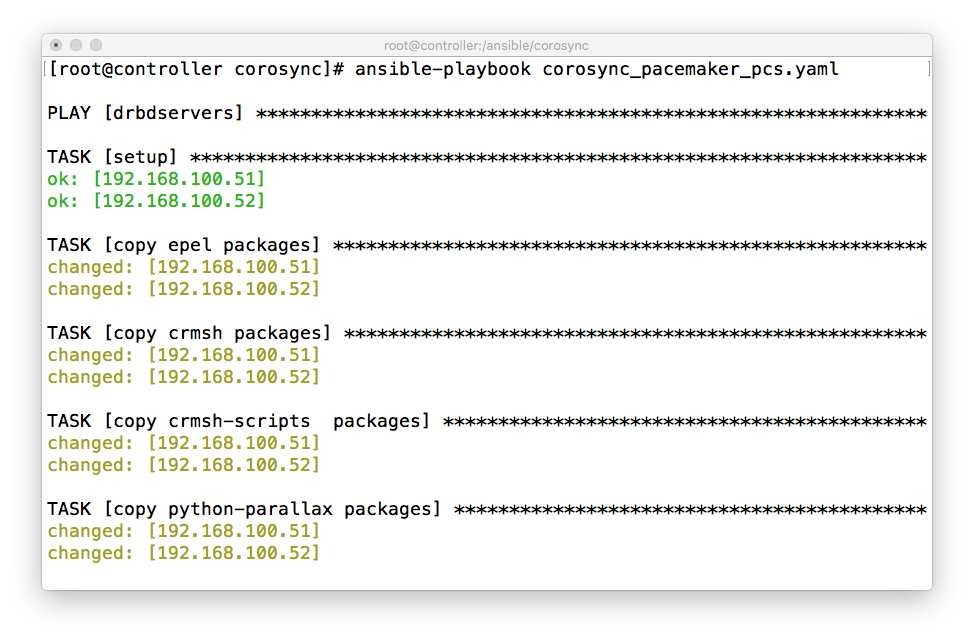 root@controller:/ansible/corosync
[[root@controller corosync]# ansible-playbook corosync_pacemaker_pcs.yaml ]
PLAY [drbdservers] *************************************************************
TASK [setup] *******************************************************************
ok: [192.168.100.51]
ok: [192.168.100.52]
TASK [copy epel packages] ******************************************************
changed: [192.168.100.51]
changed: [192.168.100.52]
TASK [copy crmsh packages] *****************************************************
changed: [192.168.100.51]
changed: [192.168.100.52]
TASK [copy crmsh-scripts  packages] ********************************************
changed: [192.168.100.51]
changed: [192.168.100.52]
TASK [copy python-parallax packages] *******************************************
changed: [192.168.100.51]
changed: [192.168.100.52]